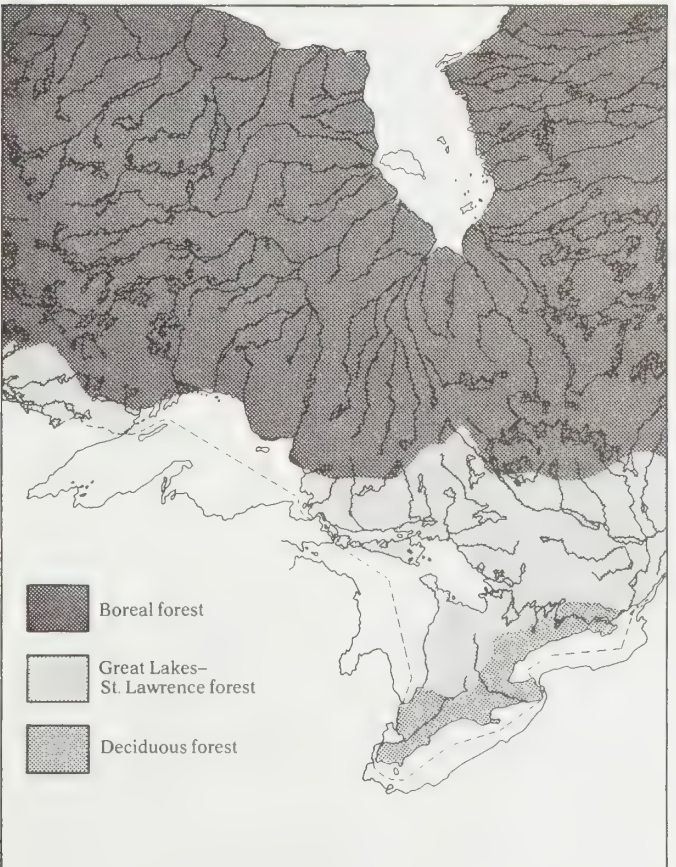 Boreal forest
Great Lakes–
St. Lawrence forest
Deciduous forest